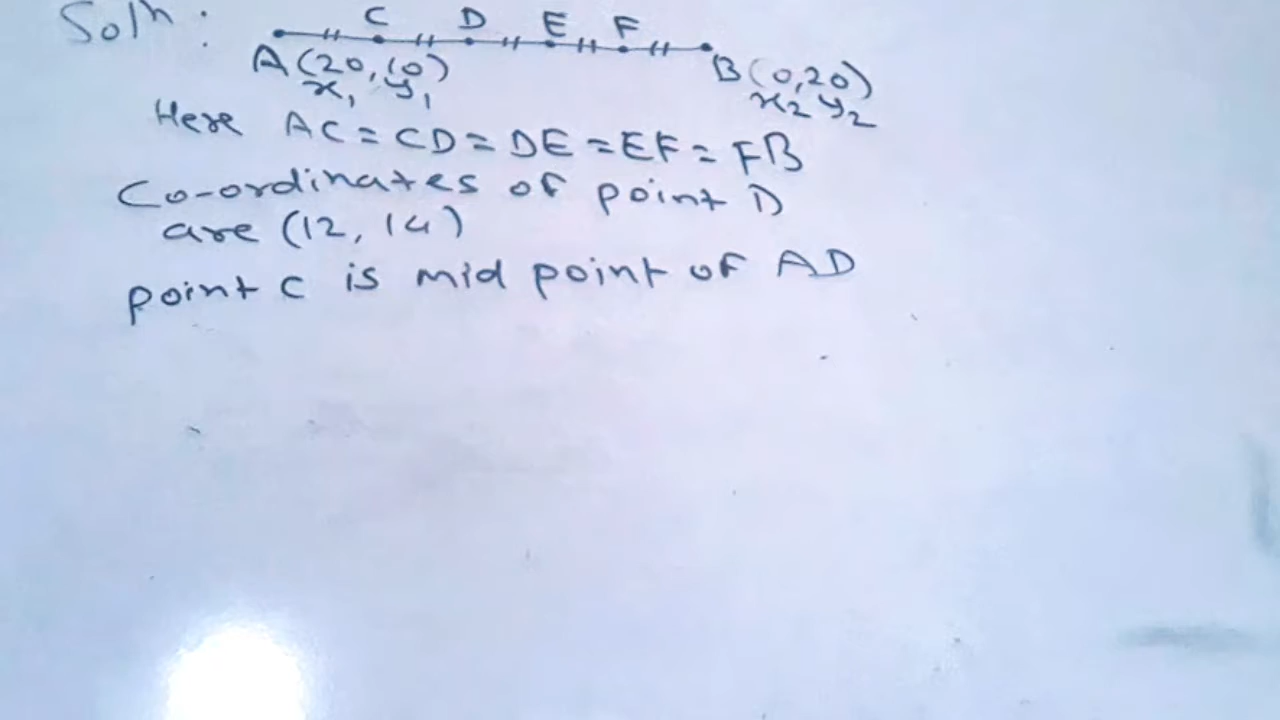 Soln:
C D E F
A(20,10) B(0,20)
x1 y1 x2 y2
Here AC = CD = DE = EF = FB
Co-ordinates of point D
are (12, 14)
point C is mid point of AD